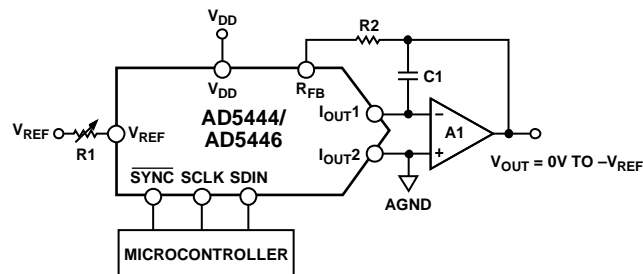 VDD
R2
VDD
RFB
C1
AD5444/
AD5446
IOUT1
VREF
VREF
R1
A1
IOUT2
VOUT = 0V TO –VREF
SYNC SCLK SDIN
AGND
MICROCONTROLLER